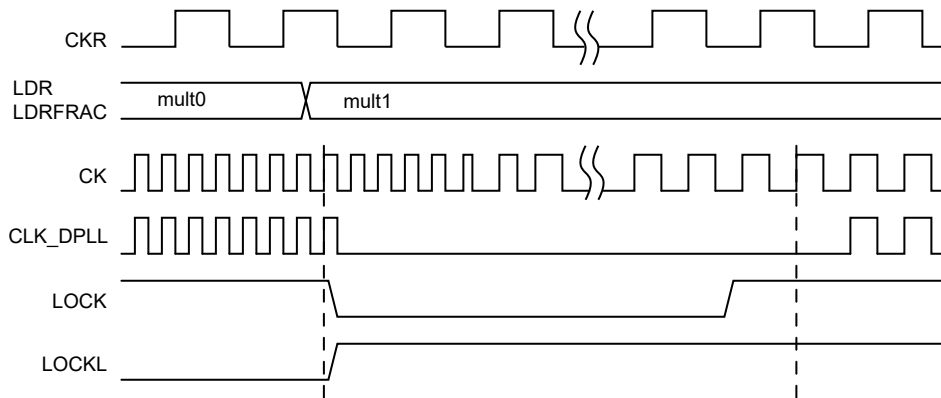 CKR
LDR
LDRFRAC
mult0 mult1
CK
CLK_DPLL
LOCK
LOCKL